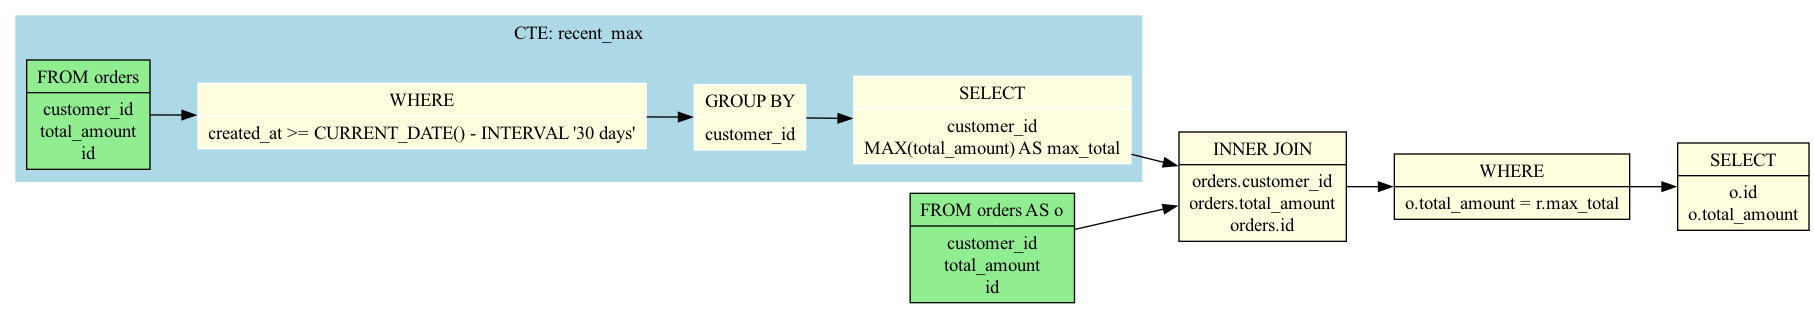 CTE: recent_max
FROM orders
customer_id
total_amount
id
WHERE
created_at >= CURRENT_DATE() - INTERVAL '30 days'
GROUP BY
customer_id
SELECT
customer_id
MAX(total_amount) AS max_total
FROM orders AS o
customer_id
total_amount
id
INNER JOIN
orders.customer_id
orders.total_amount
orders.id
WHERE
o.total_amount = r.max_total
SELECT
o.id
o.total_amount